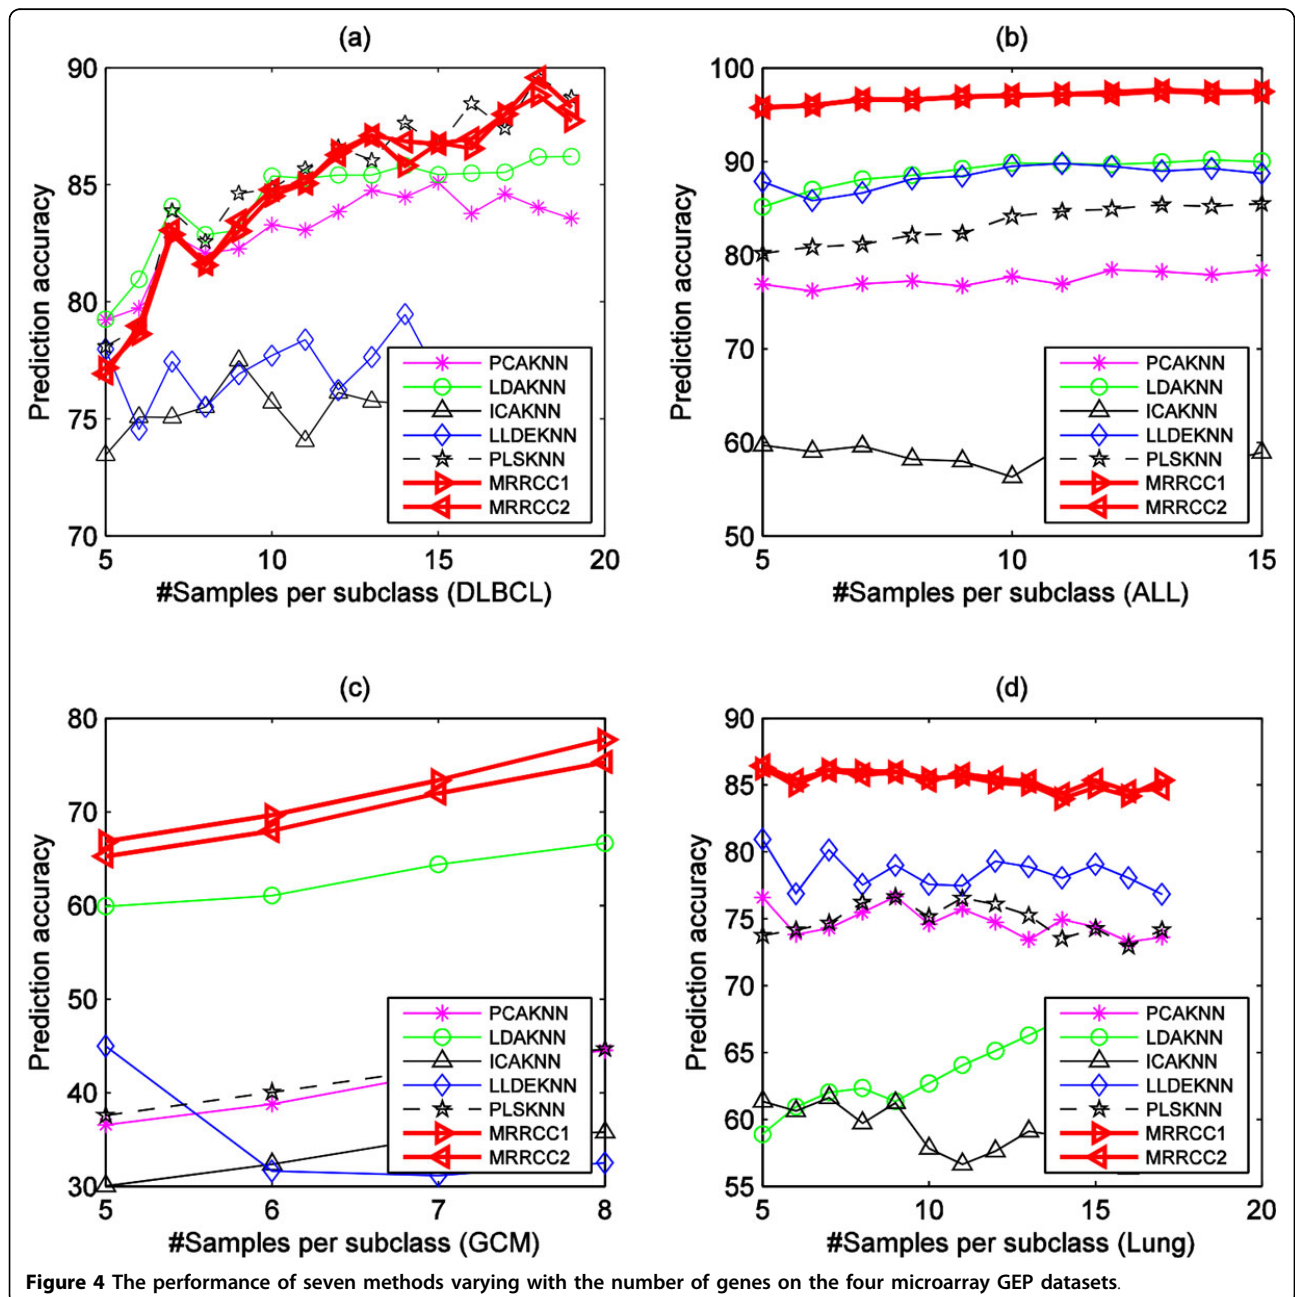 (a)
90
85
80
75
70
Prediction accuracy
PCAKNN
LDAKNN
ICAKNN
LLDEKNN
PLSKNN
MRRCC1
MRRCC2
5 10 15 20
#Samples per subclass (DLBCL)
(b)
100
90
80
70
60
50
Prediction accuracy
PCAKNN
LDAKNN
ICAKNN
LLDEKNN
PLSKNN
MRRCC1
MRRCC2
5 10 15
#Samples per subclass (ALL)
(c)
80
70
60
50
40
30
Prediction accuracy
PCAKNN
LDAKNN
ICAKNN
LLDEKNN
PLSKNN
MRRCC1
MRRCC2
5 6 7 8
#Samples per subclass (GCM)
(d)
90
85
80
75
70
65
60
55
Prediction accuracy
PCAKNN
LDAKNN
ICAKNN
LLDEKNN
PLSKNN
MRRCC1
MRRCC2
5 10 15 20
#Samples per subclass (Lung)
Figure 4 The performance of seven methods varying with the number of genes on the four microarray GEP datasets.